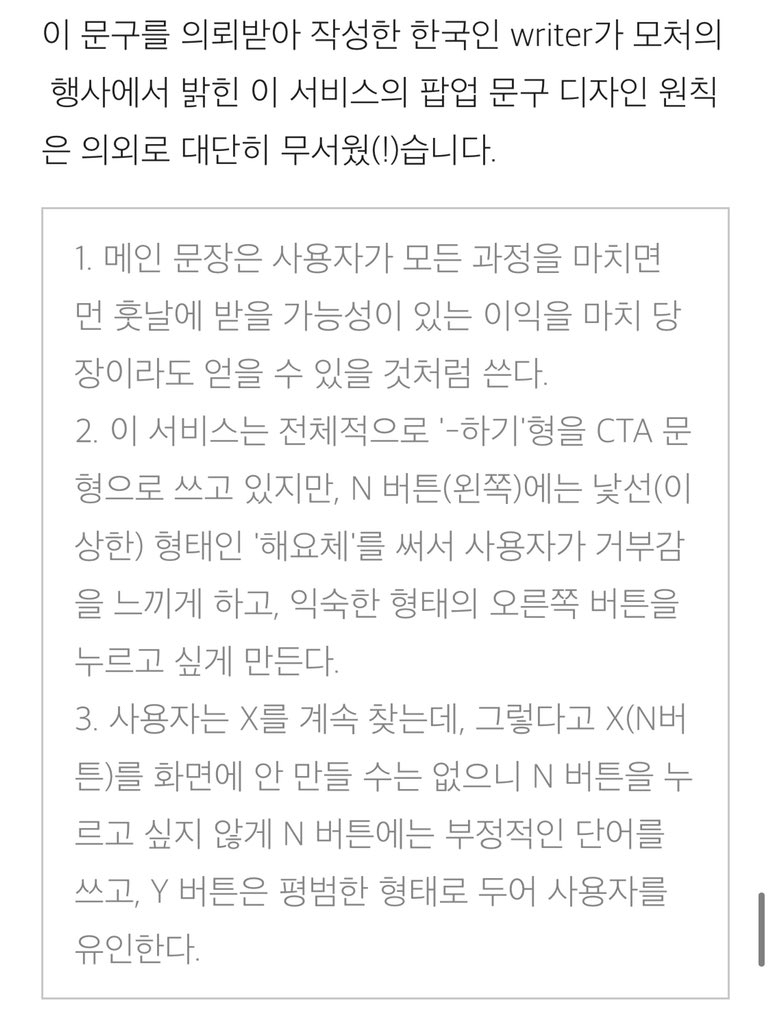 이 문구를 의뢰받아 작성한 한국인 writer가 모처의
행사에서 밝힌 이 서비스의 팝업 문구 디자인 원칙
은 의외로 대단히 무서웠(!)습니다.
1. 메인 문장은 사용자가 모든 과정을 마치면
먼 훗날에 받을 가능성이 있는 이익을 마치 당
장이라도 얻을 수 있을 것처럼 쓴다.
2. 이 서비스는 전체적으로 '-하기'형을 CTA 문
형으로 쓰고 있지만, N 버튼(왼쪽)에는 낯선(이
상한) 형태인 '해요체'를 써서 사용자가 거부감
을 느끼게 하고, 익숙한 형태의 오른쪽 버튼을
누르고 싶게 만든다.
3. 사용자는 X를 계속 찾는데, 그렇다고 X(N버
튼)를 화면에 안 만들 수는 없으니 N 버튼을 누
르고 싶지 않게 N 버튼에는 부정적인 단어를
쓰고, Y 버튼은 평범한 형태로 두어 사용자를
유인한다.